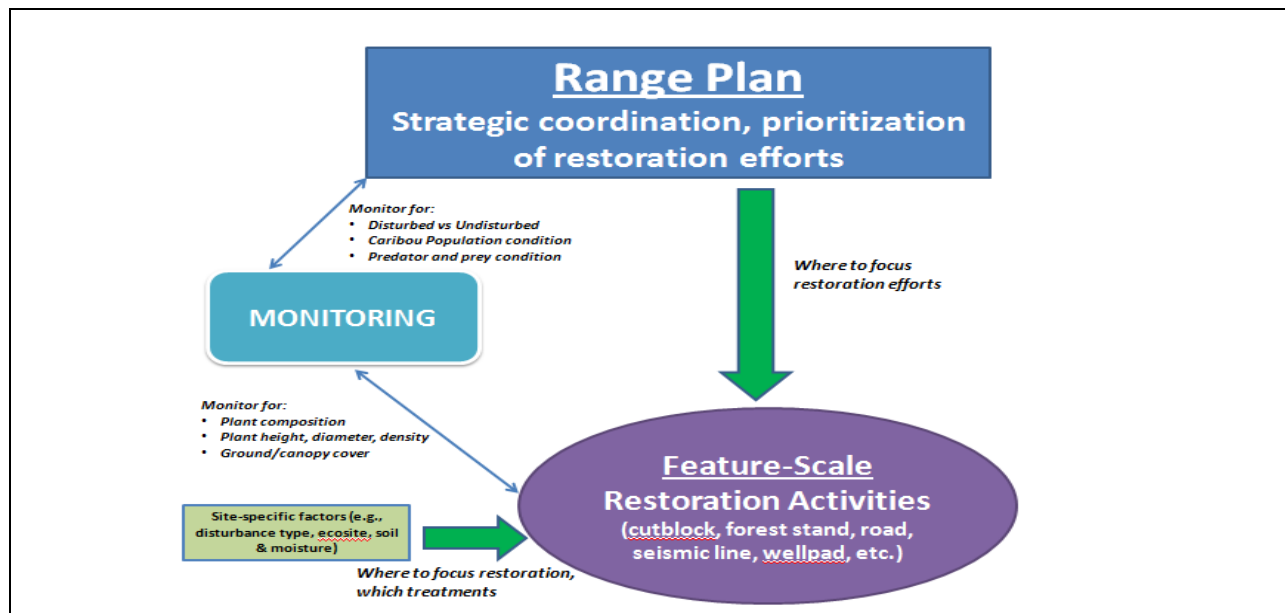 Range Plan
Strategic coordination, prioritization
of restoration efforts
Monitor for:
• Disturbed vs Undisturbed
• Caribou Population condition
• Predator and prey condition
Where to focus
restoration efforts
MONITORING
Monitor for:
• Plant composition
• Plant height, diameter, density
• Ground/canopy cover
Feature-Scale
Restoration Activities
(cutblock, forest stand, road,
seismic line, wellpad, etc.)
Site-specific factors (e.g.,
disturbance type, ecosite, soil
& moisture)
Where to focus restoration,
which treatments